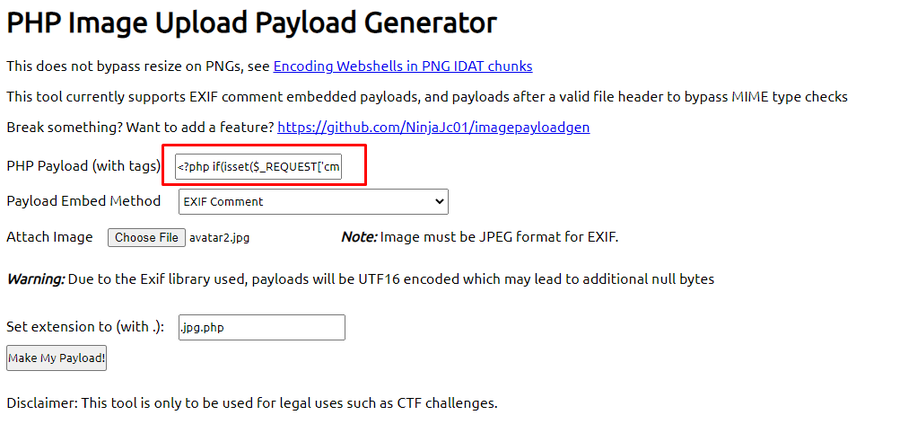 PHP Image Upload Payload Generator
This does not bypass resize on PNGs, see Encoding Webshells in PNG IDAT chunks
This tool currently supports EXIF comment embedded payloads, and payloads after a valid file header to bypass MIME type checks
Break something? Want to add a feature? https://github.com/NinjaJc01/imagepayloadgen
PHP Payload (with tags) <?php if(isset($_REQUEST['cm
Payload Embed Method EXIF Comment
Attach Image Choose File avatar2.jpg Note: Image must be JPEG format for EXIF.
Warning: Due to the Exif library used, payloads will be UTF16 encoded which may lead to additional null bytes
Set extension to (with .): .jpg.php
Make My Payload!
Disclaimer: This tool is only to be used for legal uses such as CTF challenges.